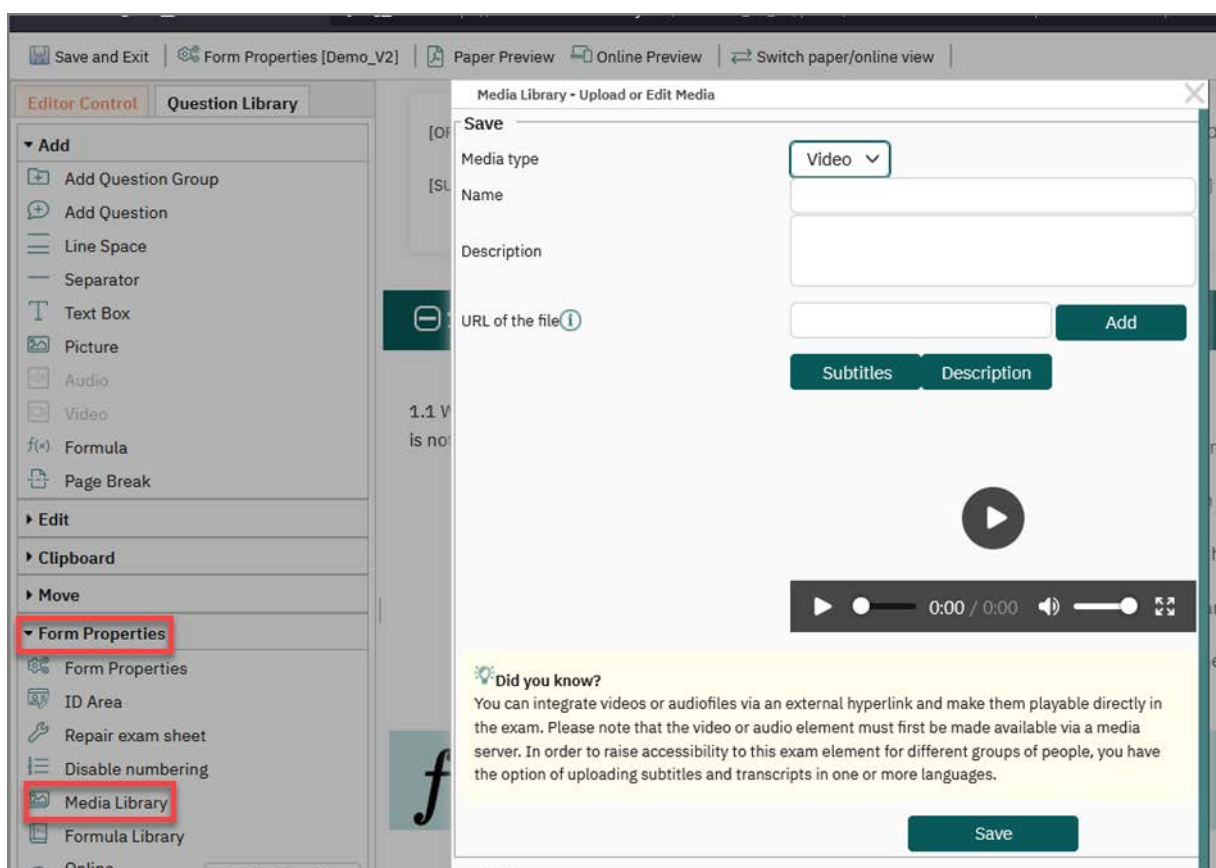 Save and Exit
Form Properties [Demo_V2]
Paper Preview
Online Preview
Switch paper/online view
Editor Control
Question Library
Add
Add Question Group
Add Question
Line Space
Separator
Text Box
Picture
Audio
Video
f(x) Formula
Page Break
Edit
Clipboard
Move
Form Properties
Form Properties
ID Area
Repair exam sheet
Disable numbering
Media Library
Formula Library
1.1
is
Media Library - Upload or Edit Media
Save
Media type
Video
Name
Description
URL of the file
Add
Subtitles
Description
0:00 / 0:00
Did you know?
You can integrate videos or audiofiles via an external hyperlink and make them playable directly in
the exam. Please note that the video or audio element must first be made available via a media
server. In order to raise accessibility to this exam element for different groups of people, you have
the option of uploading subtitles and transcripts in one or more languages.
Save